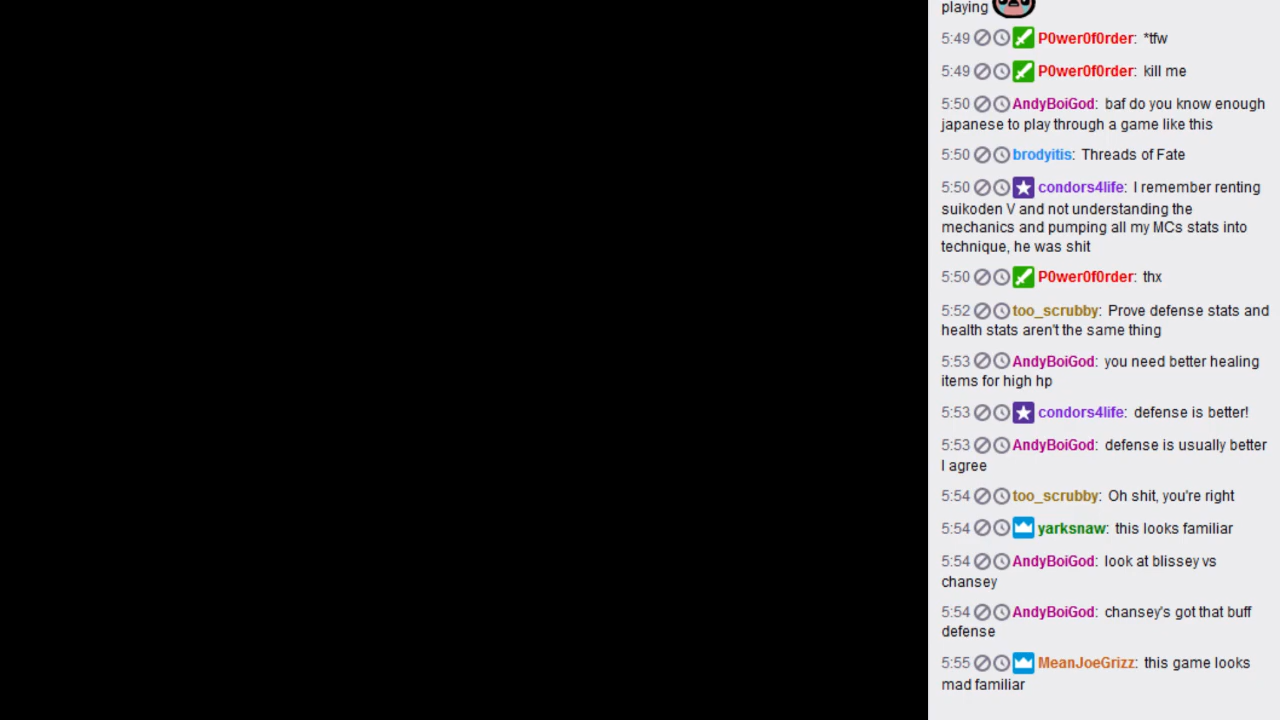 playing
5:49 P0wer0f0rder: *tfw
5:49 P0wer0f0rder: kill me
5:50 AndyBoiGod: baf do you know enough
japanese to play through a game like this
5:50 brodyitis: Threads of Fate
5:50 condors4life: I remember renting
suikoden V and not understanding the
mechanics and pumping all my MCs stats into
technique, he was shit
5:50 P0wer0f0rder: thx
5:52 too_scrubby: Prove defense stats and
health stats aren't the same thing
5:53 AndyBoiGod: you need better healing
items for high hp
5:53 condors4life: defense is better!
5:53 AndyBoiGod: defense is usually better
I agree
5:54 too_scrubby: Oh shit, you're right
5:54 yarksnaw: this looks familiar
5:54 AndyBoiGod: look at blissey vs
chansey
5:54 AndyBoiGod: chansey's got that buff
defense
5:55 MeanJoeGrizz: this game looks
mad familiar